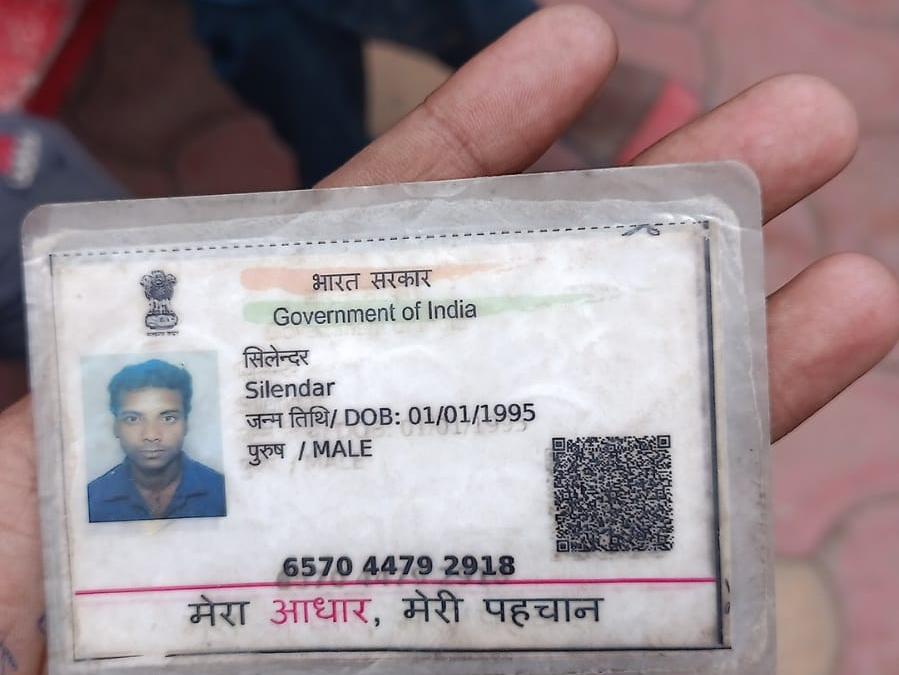 भारत सरकार
Government of India
सिलेन्दर
Silendar
जन्म तिथि/ DOB: 01/01/1995
पुरुष / MALE
6570 4479 2918
मेरा आधार, मेरी पहचान